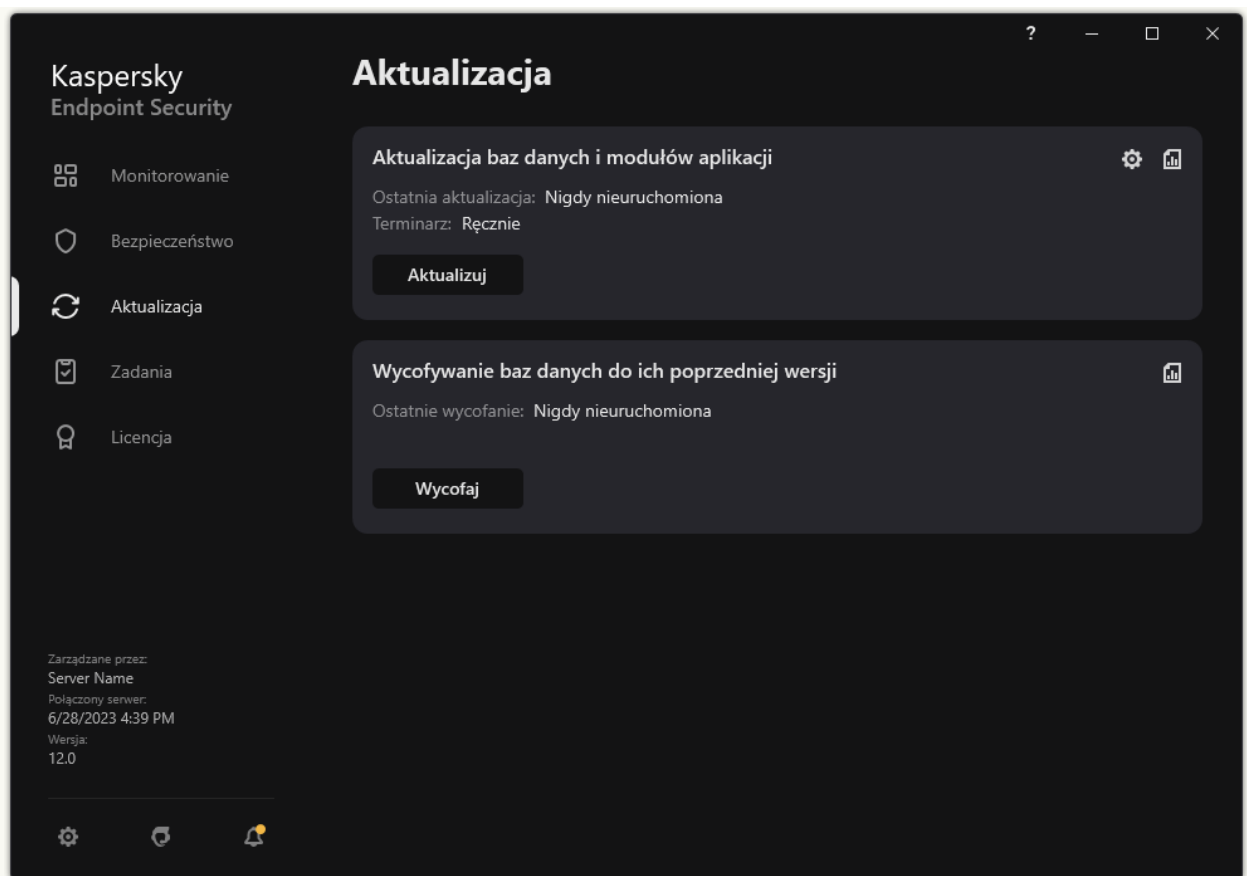 ?
Kaspersky
Endpoint Security
Monitorowanie
Bezpieczeństwo
Aktualizacja
Zadania
Licencja
Zarządzane przez:
Server Name
Połączony serwer:
6/28/2023 4:39 PM
Wersja:
12.0
Aktualizacja
Aktualizacja baz danych i modułów aplikacji
Ostatnia aktualizacja: Nigdy nieuruchomiona
Terminarz: Ręcznie
Aktualizuj
Wycofywanie baz danych do ich poprzedniej wersji
Ostatnie wycofanie: Nigdy nieuruchomiona
Wycofaj